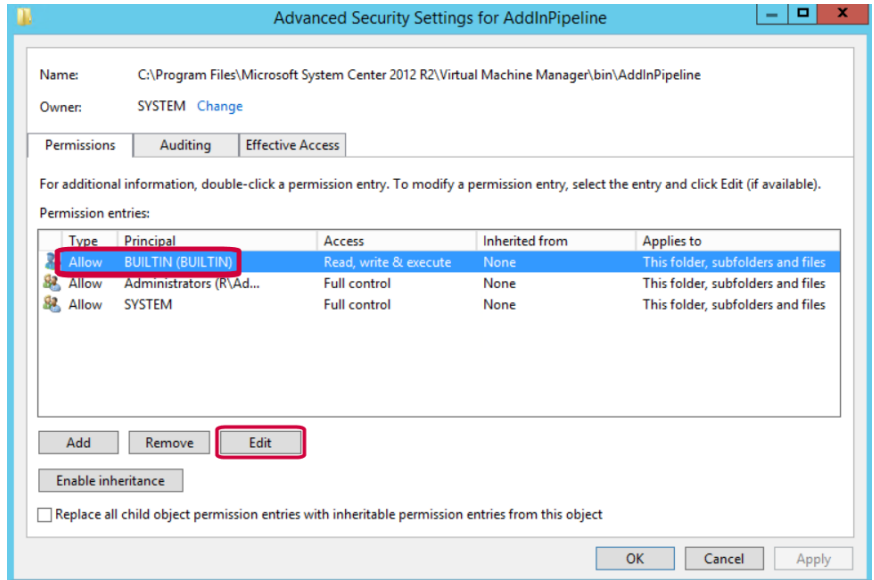 Advanced Security Settings for AddInPipeline
Name: C:\Program Files\Microsoft System Center 2012 R2\Virtual Machine Manager\bin\AddInPipeline
Owner: SYSTEM Change
Permissions Auditing Effective Access
For additional information, double-click a permission entry. To modify a permission entry, select the entry and click Edit (if available).
Permission entries:
Type Principal Access Inherited from Applies to
Allow BUILTIN (BUILTIN) Read, write & execute None This folder, subfolders and files
Allow Administrators (R\Ad... Full control None This folder, subfolders and files
Allow SYSTEM Full control None This folder, subfolders and files
Add Remove Edit
Enable inheritance
Replace all child object permission entries with inheritable permission entries from this object
OK Cancel Apply